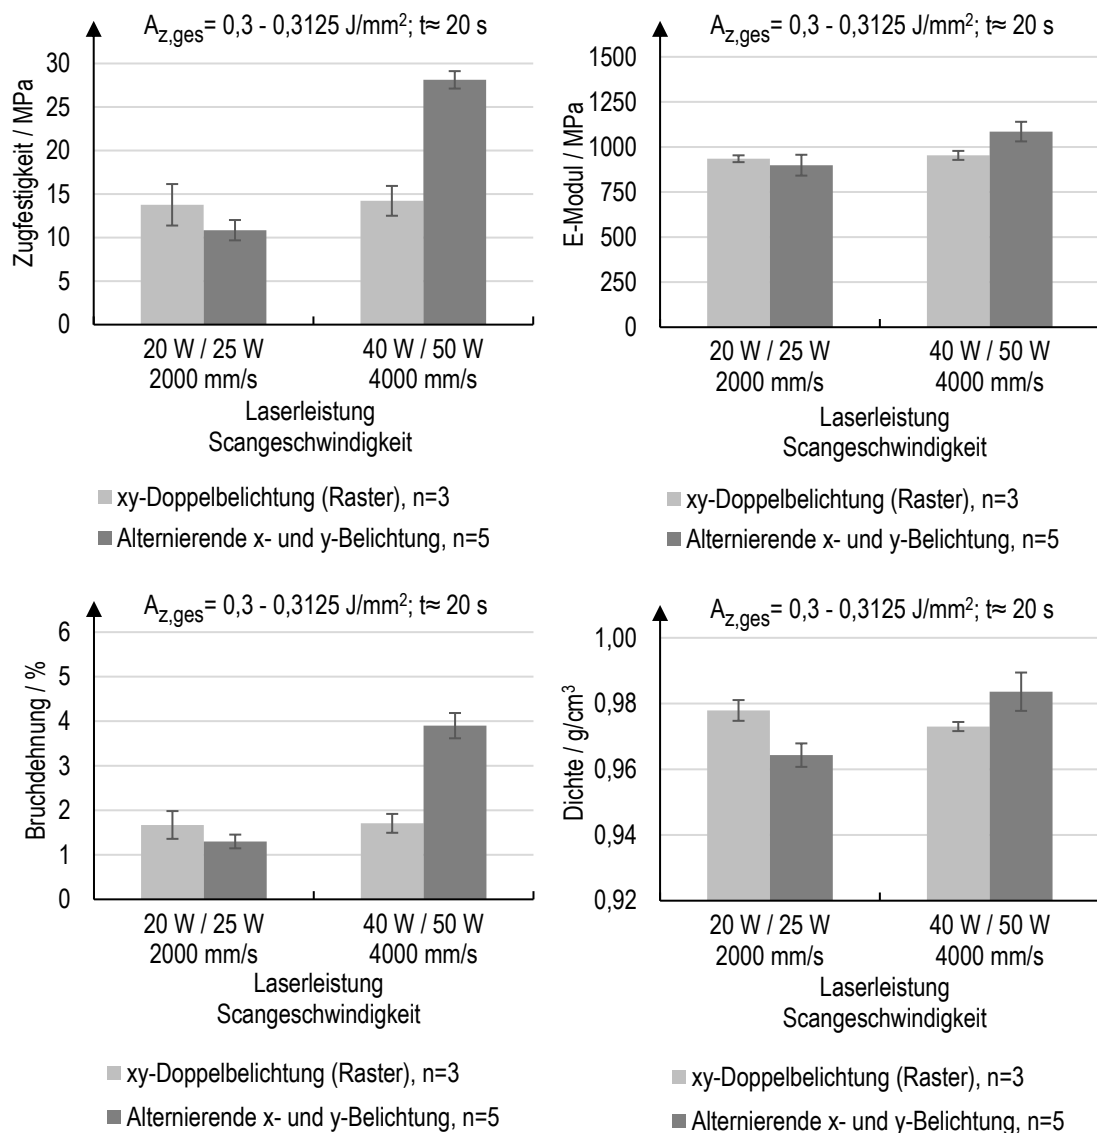 A_z,ges= 0,3 - 0,3125 J/mm²; t≈ 20 s
Zugfestigkeit / MPa
30
25
20
15
10
5
0
20 W / 25 W
2000 mm/s
40 W / 50 W
4000 mm/s
Laserleistung
Scangeschwindigkeit
xy-Doppelbelichtung (Raster), n=3
Alternierende x- und y-Belichtung, n=5
A_z,ges= 0,3 - 0,3125 J/mm²; t≈ 20 s
E-Modul / MPa
1500
1250
1000
750
500
250
0
20 W / 25 W
2000 mm/s
40 W / 50 W
4000 mm/s
Laserleistung
Scangeschwindigkeit
xy-Doppelbelichtung (Raster), n=3
Alternierende x- und y-Belichtung, n=5
A_z,ges= 0,3 - 0,3125 J/mm²; t≈ 20 s
Bruchdehnung / %
6
5
4
3
2
1
0
20 W / 25 W
2000 mm/s
40 W / 50 W
4000 mm/s
Laserleistung
Scangeschwindigkeit
xy-Doppelbelichtung (Raster), n=3
Alternierende x- und y-Belichtung, n=5
A_z,ges= 0,3 - 0,3125 J/mm²; t≈ 20 s
Dichte / g/cm³
1,00
0,98
0,96
0,94
0,92
20 W / 25 W
2000 mm/s
40 W / 50 W
4000 mm/s
Laserleistung
Scangeschwindigkeit
xy-Doppelbelichtung (Raster), n=3
Alternierende x- und y-Belichtung, n=5